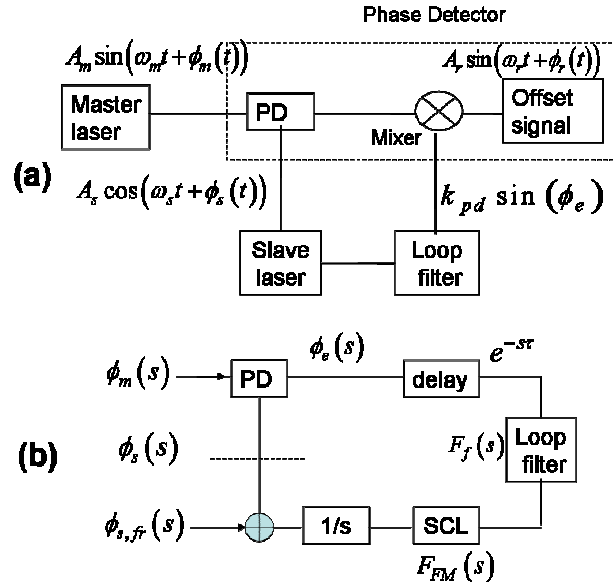 Phase Detector
A_m sin(ω_m t + ϕ_m(t))
A_r sin(ω_r t + ϕ_r(t))
Master laser
PD
Mixer
Offset signal
(a)
A_s cos(ω_s t + ϕ_s(t))
k_pd sin (ϕ_e)
Slave laser
Loop filter
ϕ_m(s)
PD
ϕ_e(s)
delay
e^-sτ
(b)
ϕ_s(s)
F_f(s)
Loop filter
ϕ_s,fr(s)
1/s
SCL
F_FM(s)